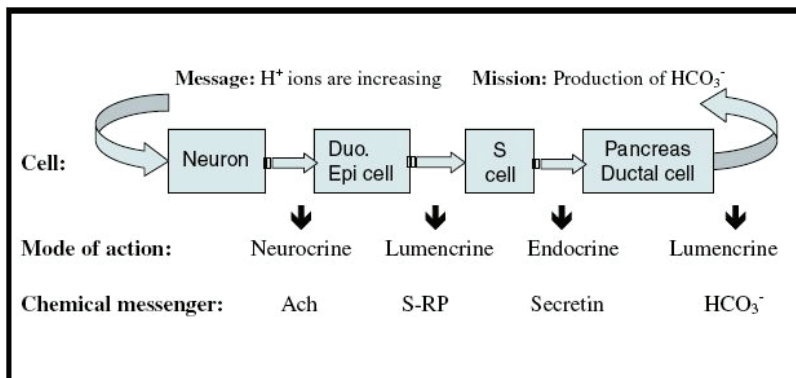 Message: H⁺ ions are increasing
Mission: Production of HCO₃⁻
Cell:
Neuron
Duo.
Epi cell
S
cell
Pancreas
Ductal cell
Mode of action: Neurocrine Lumencrine Endocrine Lumencrine
Chemical messenger: Ach S-RP Secretin HCO₃⁻